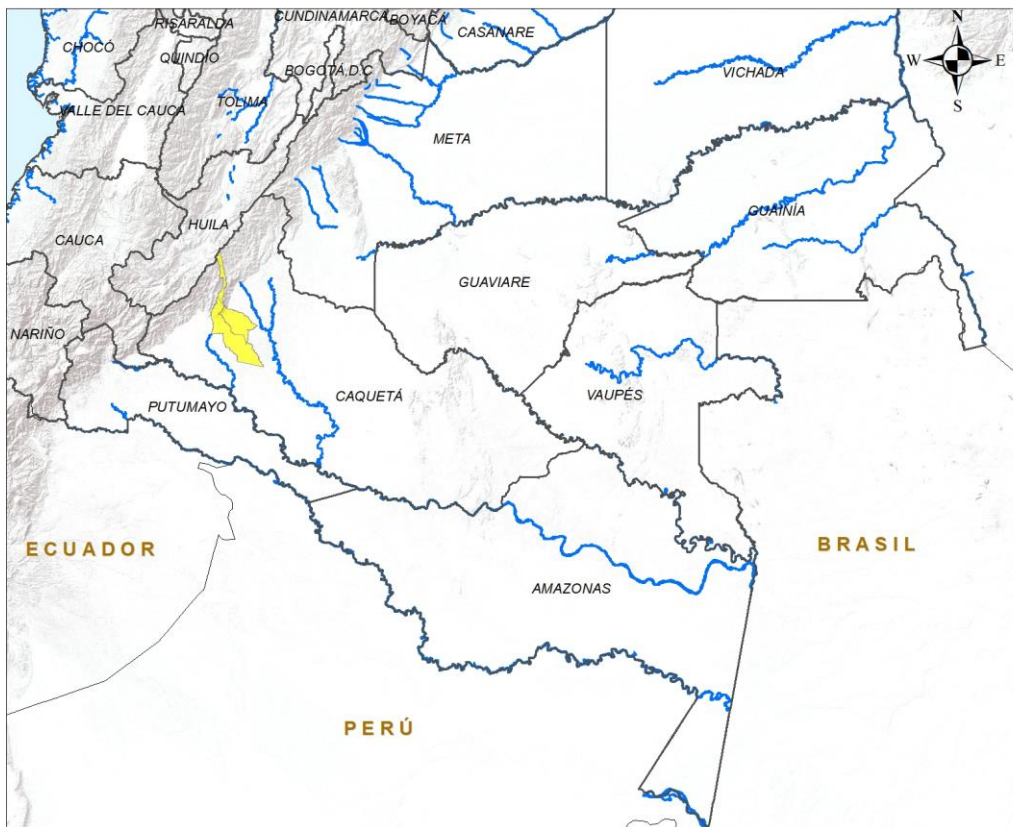 RISARALDA
CUNDINAMARCA
BOYACÁ
CASANARE
N
CHOCÓ
QUINDIO
BOGOTÁ, D.C
W
E
VICHADA
VALLE DEL CAUCA
TOLIMA
S
META
HUILA
GUAINÍA
CAUCA
GUAVIARE
NARIÑO
CAQUETÁ
VAUPÉS
PUTUMAYO
ECUADOR
BRASIL
AMAZONAS
PERÚ